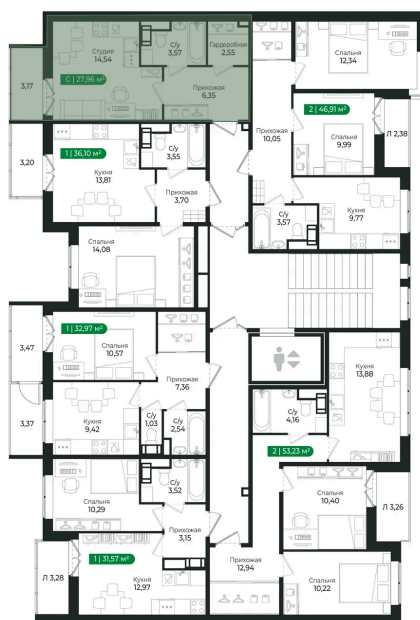 Студия
14,54
С/у
3,57
Гардеробная
2,55
Спальня
12,34
3,17
С | 27,96 м²
Прихожая
6,35
2 | 46,91 м²
Спальня
9,99
Л 2,38
1 | 36,10 м²
С/у
3,55
Прихожая
10,05
3,20
Кухня
13,81
Прихожая
3,70
С/у
3,57
Кухня
9,77
Спальня
14,08
1 | 32,97 м²
Спальня
10,57
3,47
Прихожая
7,36
Кухня
13,88
3,37
Кухня
9,42
С/у
1,03
С/у
2,54
С/у
4,16
2 | 53,23 м²
Спальня
10,29
С/у
3,52
Спальня
10,40
Л 3,26
Прихожая
3,15
1 | 31,57 м²
Л 3,28
Кухня
12,97
Прихожая
12,94
Спальня
10,22